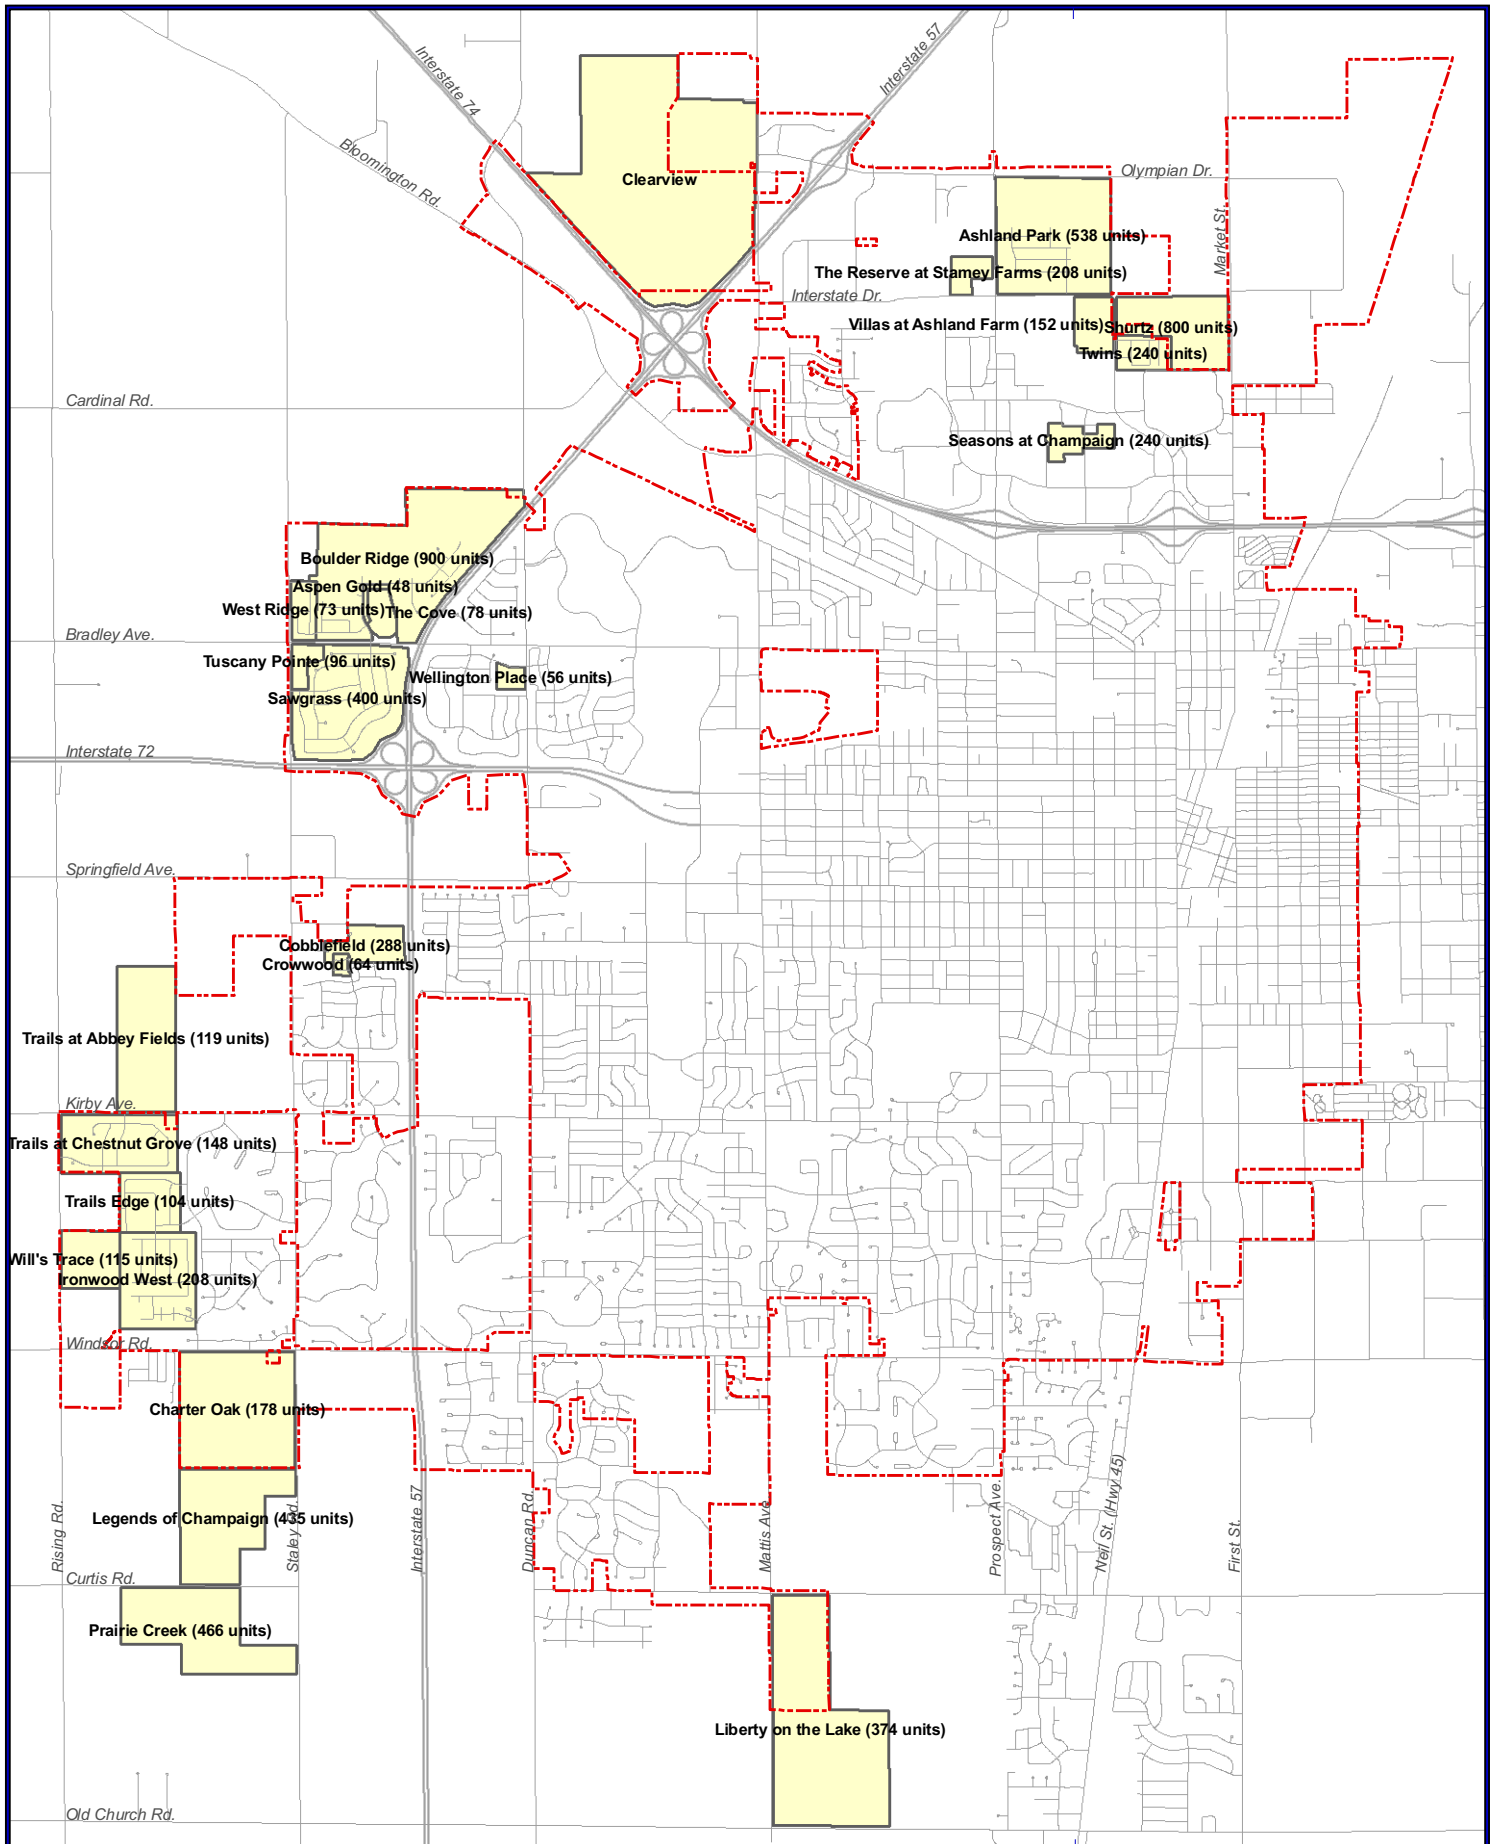 Interstate 74
Interstate 57
Bloomington Rd.
Clearview
Olympian Dr.
Market St.
Ashland Park (538 units)
The Reserve at Stamey Farms (208 units)
Interstate Dr.
Villas at Ashland Farm (152 units)
Shurtz (800 units)
Twins (240 units)
Cardinal Rd.
Seasons at Champaign (240 units)
Boulder Ridge (900 units)
Aspen Gold (48 units)
West Ridge (73 units)
The Cove (78 units)
Bradley Ave.
Tuscany Pointe (96 units)
Wellington Place (56 units)
Sawgrass (400 units)
Interstate 72
Springfield Ave.
Cobblefield (288 units)
Crowwood (64 units)
Trails at Abbey Fields (119 units)
Kirby Ave.
Trails at Chestnut Grove (148 units)
Trails Edge (104 units)
Will's Trace (115 units)
Ironwood West (208 units)
Windsor Rd.
Charter Oak (178 units)
Legends of Champaign (435 units)
Rising Rd.
Staley Rd.
Interstate 57
Duncan Rd.
Mattis Ave.
Prospect Ave.
Neil St. (Hwy 45)
First St.
Curtis Rd.
Prairie Creek (466 units)
Liberty on the Lake (374 units)
Old Church Rd.